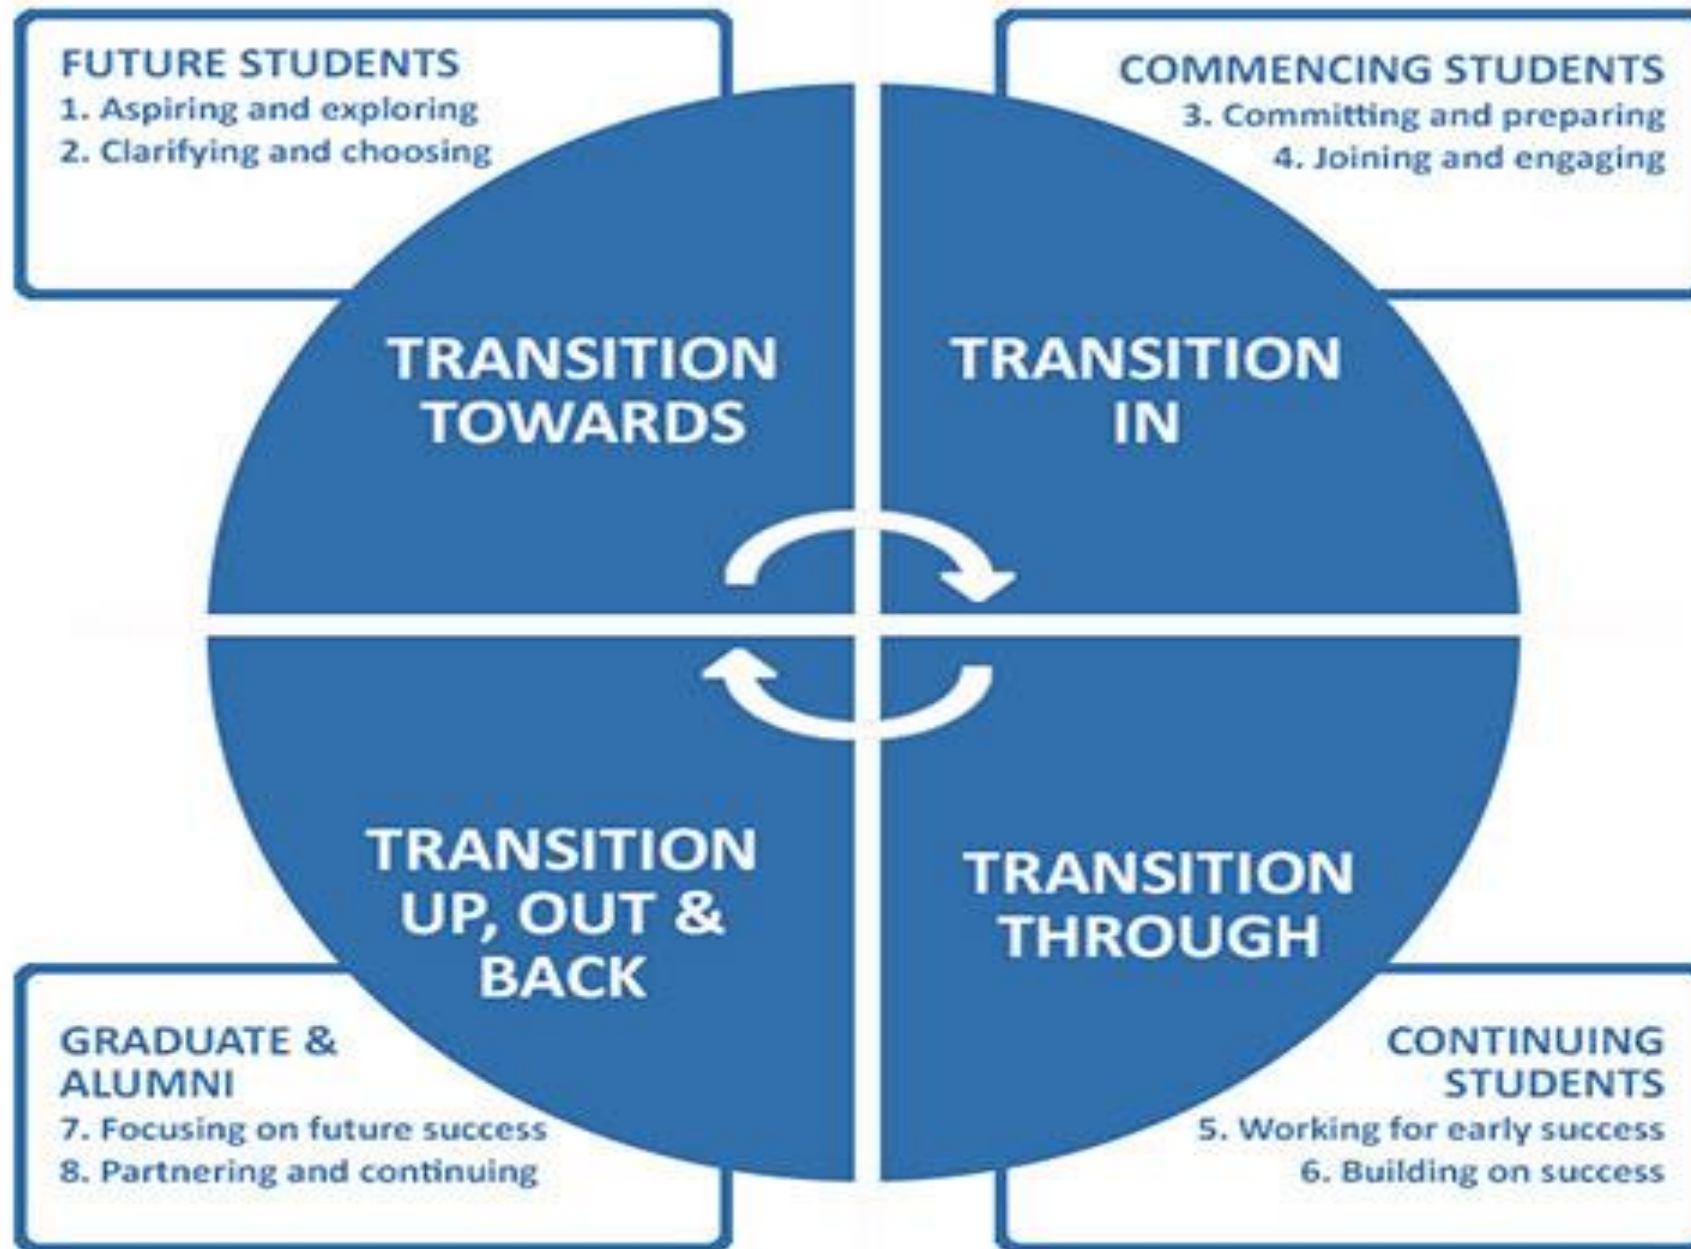 FUTURE STUDENTS
1. Aspiring and exploring
2. Clarifying and choosing
COMMENCING STUDENTS
3. Committing and preparing
4. Joining and engaging
TRANSITION
TOWARDS
TRANSITION
IN
TRANSITION
UP, OUT &
BACK
TRANSITION
THROUGH
GRADUATE &
ALUMNI
7. Focusing on future success
8. Partnering and continuing
CONTINUING
STUDENTS
5. Working for early success
6. Building on success